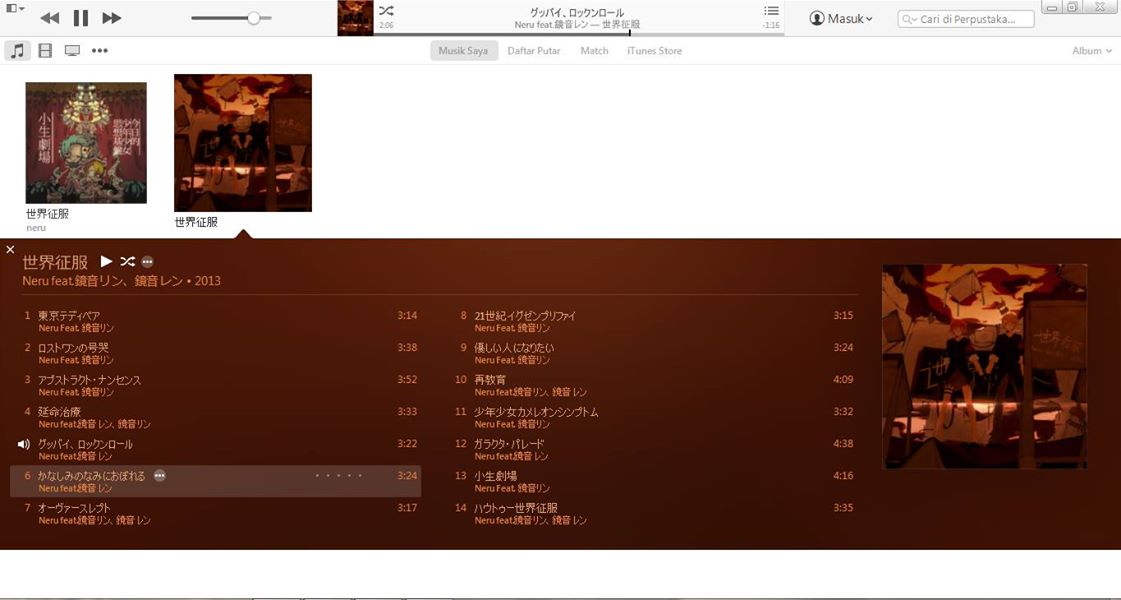 2:06
グッバイ、ロックンロール
Neru feat.鏡音レン — 世界征服
-1:16
Masuk
Cari di Perpustaka...
Musik Saya
Daftar Putar
Match
iTunes Store
Album
小生劇場
世界征服
neru
世界征服
世界征服
Neru feat.鏡音リン、鏡音レン • 2013
1 東京テディベア 3:14
Neru Feat. 鏡音リン
2 ロストワンの号哭 3:38
Neru Feat. 鏡音リン
3 アブストラクト・ナンセンス 3:52
Neru Feat. 鏡音リン
4 延命治療 3:33
Neru feat.鏡音 レン、鏡音リン
グッバイ、ロックンロール 3:22
Neru feat.鏡音 レン
6 かなしみのなみにおぼれる 3:24
Neru feat.鏡音 レン
7 オーヴァースレプト 3:17
Neru feat.鏡音リン、鏡音 レン
8 21世紀イグゼンプリファイ 3:15
Neru Feat. 鏡音リン
9 優しい人になりたい 3:24
Neru Feat. 鏡音リン
10 再教育 4:09
Neru feat.鏡音リン、鏡音 レン
11 少年少女カメレオンシンプトム 3:32
Neru Feat. 鏡音リン
12 ガラクタ・パレード 4:38
Neru feat.鏡音 レン
13 小生劇場 4:16
Neru Feat. 鏡音リン
14 ハウトゥー世界征服 3:35
Neru feat.鏡音リン、鏡音 レン